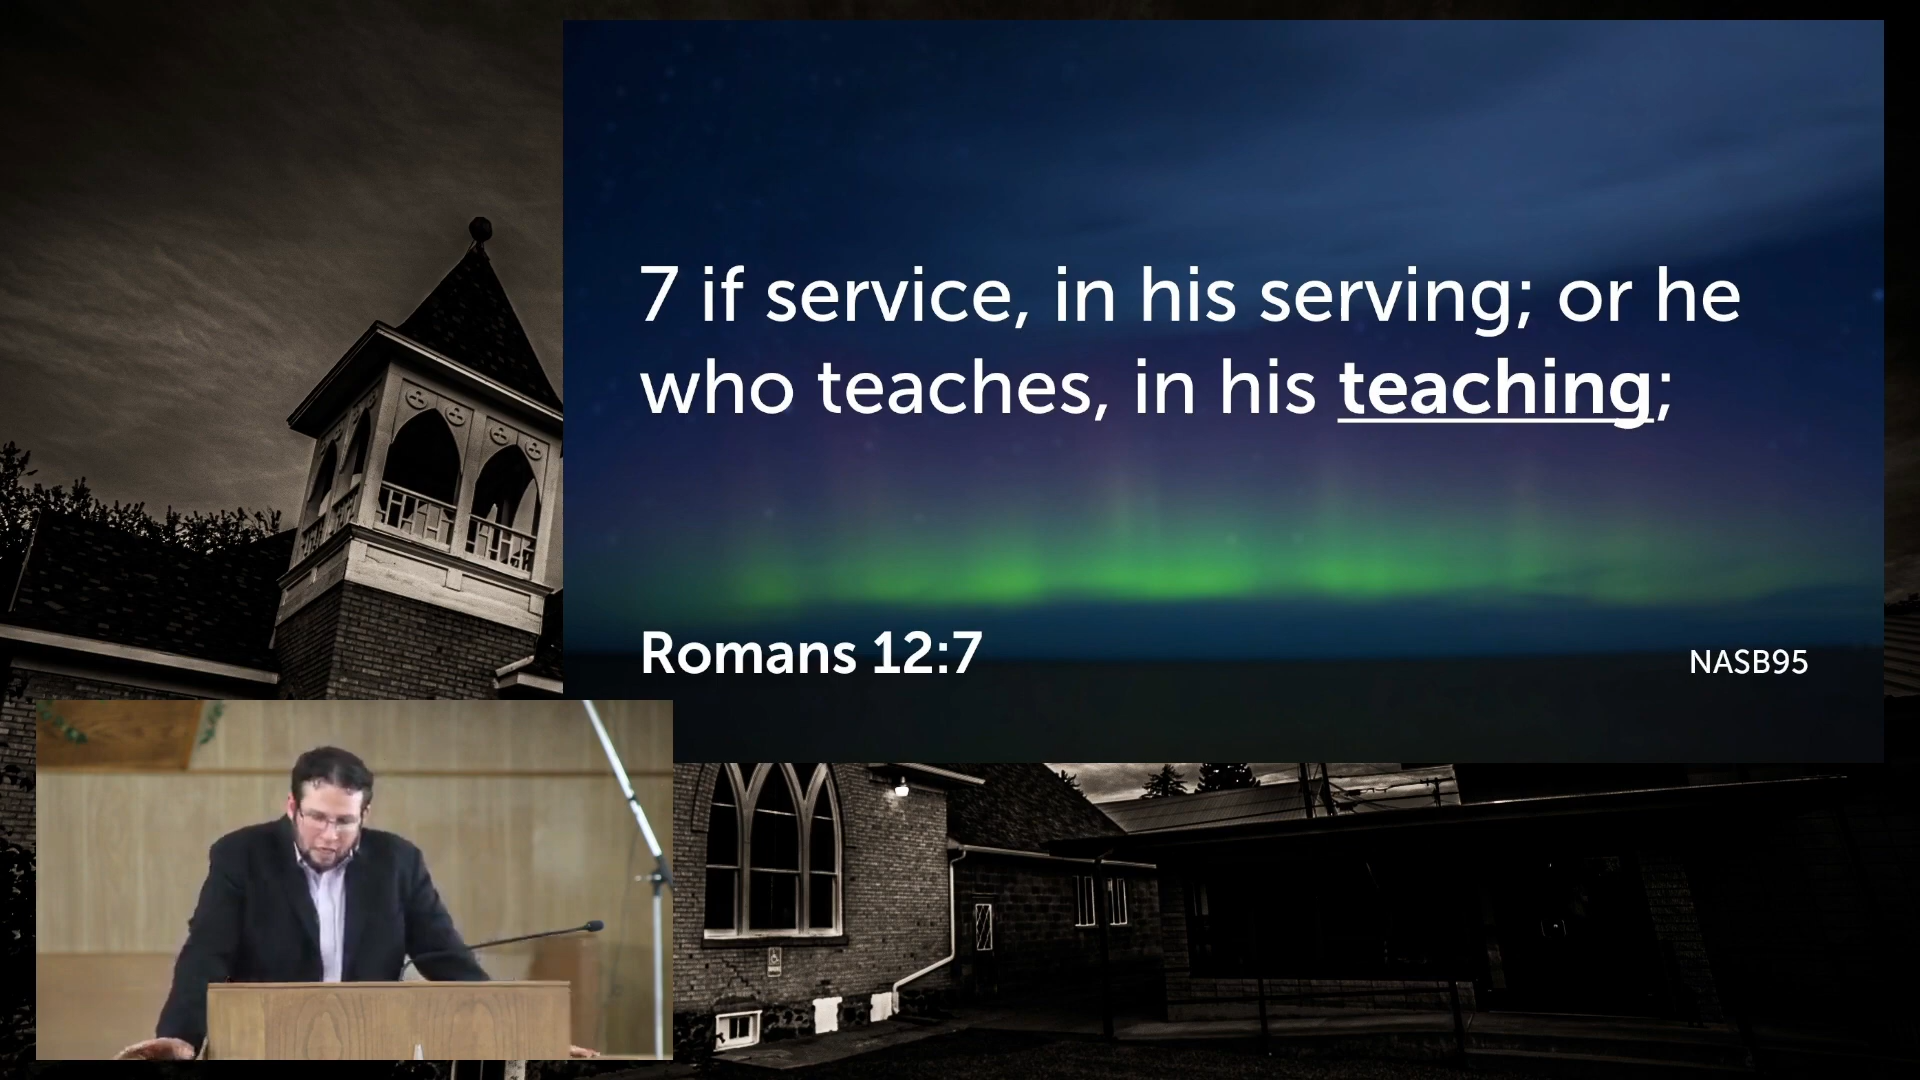 7 if service, in his serving; or he
who teaches, in his teaching;
Romans 12:7
NASB95